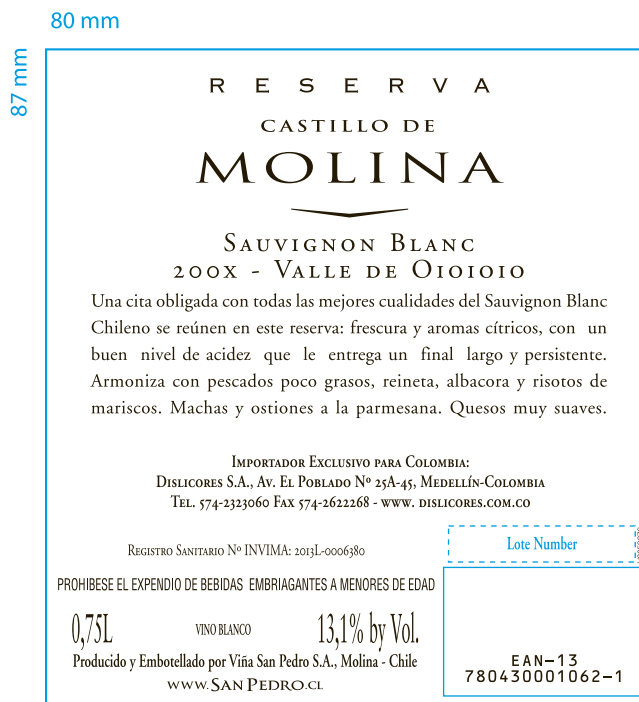 80 mm
87 mm
RESERVA
CASTILLO DE
MOLINA
SAUVIGNON BLANC
200X - VALLE DE OIOIOIO
Una cita obligada con todas las mejores cualidades del Sauvignon Blanc
Chileno se reúnen en este reserva: frescura y aromas cítricos, con un
buen nivel de acidez que le entrega un final largo y persistente.
Armoniza con pescados poco grasos, reineta, albacora y risotos de
mariscos. Machas y ostiones a la parmesana. Quesos muy suaves.
IMPORTADOR EXCLUSIVO PARA COLOMBIA:
DISLICORES S.A., AV. EL POBLADO Nº 25A-45, MEDELLÍN-COLOMBIA
TEL. 574-2323060 FAX 574-2622268 - WWW. DISLICORES.COM.CO
REGISTRO SANITARIO Nº INVIMA: 2013L-0006380
Lote Number
PROHIBESE EL EXPENDIO DE BEBIDAS EMBRIAGANTES A MENORES DE EDAD
0,75L
VINO BLANCO
13,1% by Vol.
Producido y Embotellado por Viña San Pedro S.A., Molina - Chile
WWW.SANPEDRO.CL
EAN-13
780430001062-1